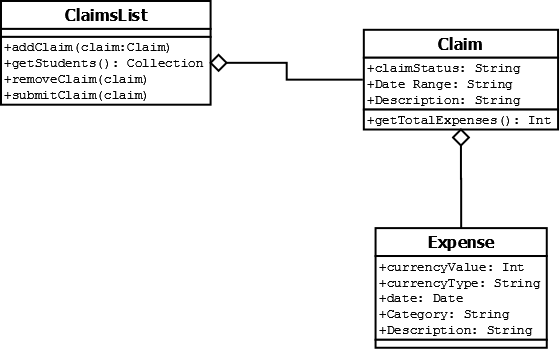 ClaimsList
+addClaim(claim:Claim)
+getStudents(): Collection
+removeClaim(claim)
+submitClaim(claim)
Claim
+claimStatus: String
+Date Range: String
+Description: String
+getTotalExpenses(): Int
Expense
+currencyValue: Int
+currencyType: String
+date: Date
+Category: String
+Description: String